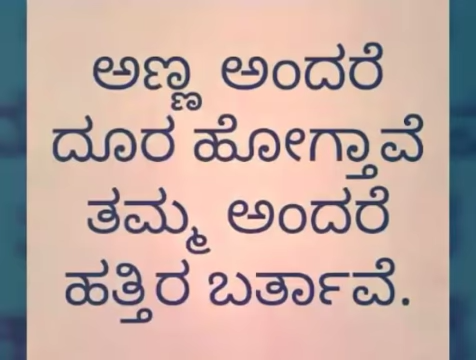 ಅಣ್ಣ ಅಂದರೆ
ದೂರ ಹೋಗ್ತಾವೆ
ತಮ್ಮ ಅಂದರೆ
ಹತ್ತಿರ ಬರ್ತಾವೆ.